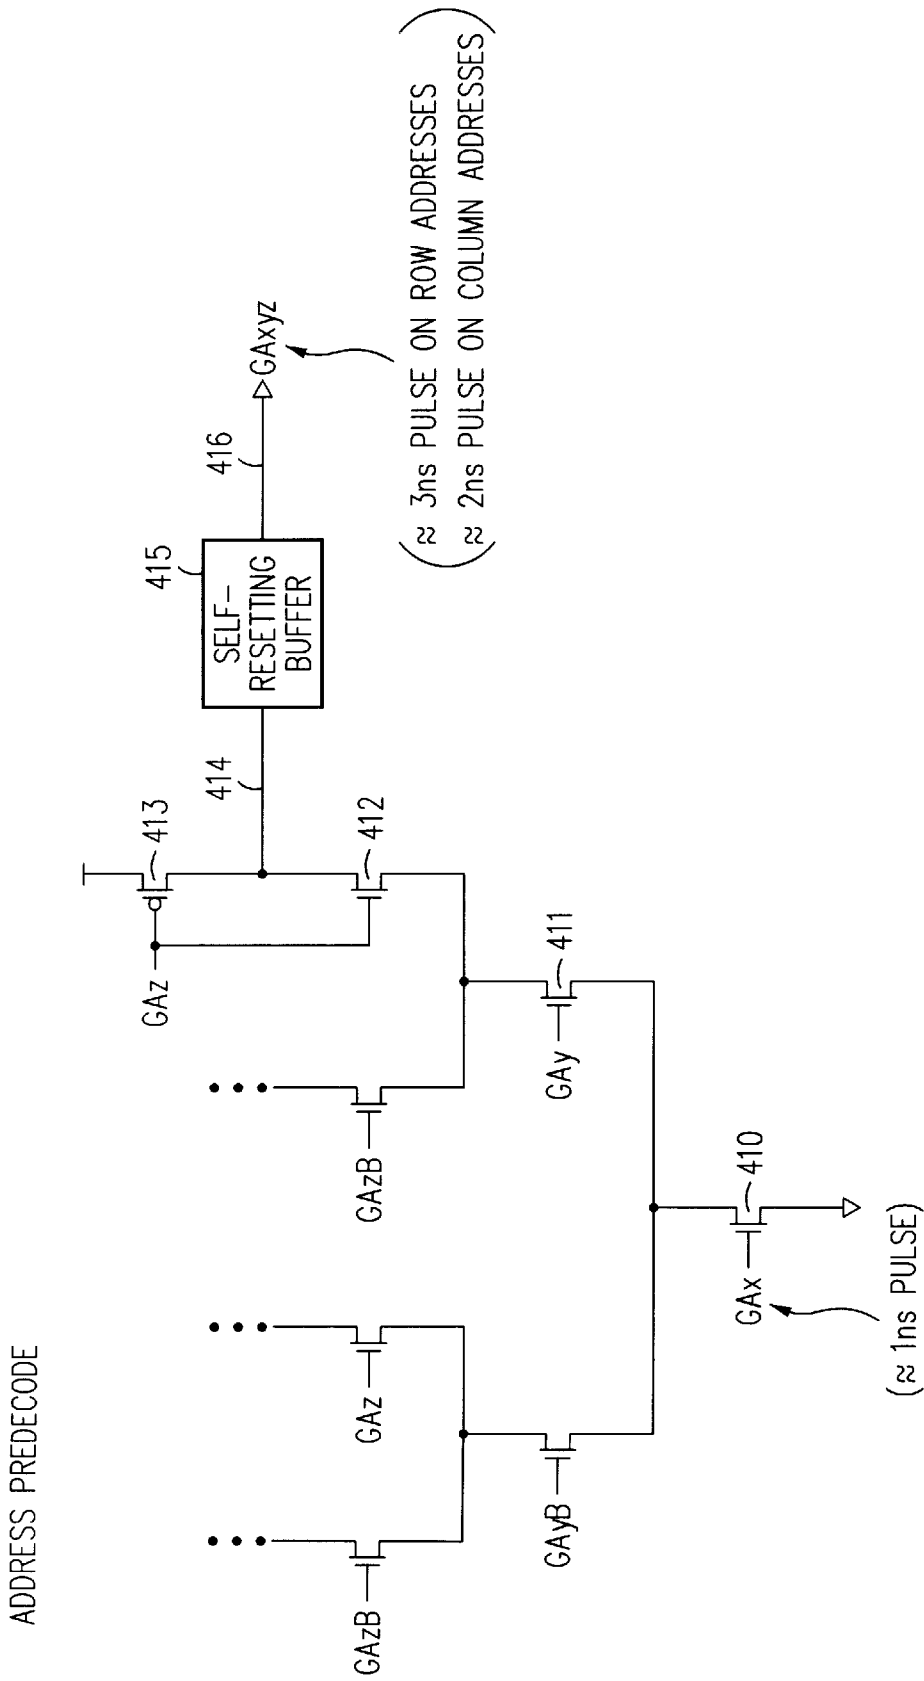 ADDRESS PREDECODE
GAz
413
414
415
SELF-
RESETTING
BUFFER
416
GAxyz
(≈ 3ns PULSE ON ROW ADDRESSES
≈ 2ns PULSE ON COLUMN ADDRESSES)
GAzB
GAz
GAzB
412
GAyB
GAy
411
GAx
410
(≈ 1ns PULSE)